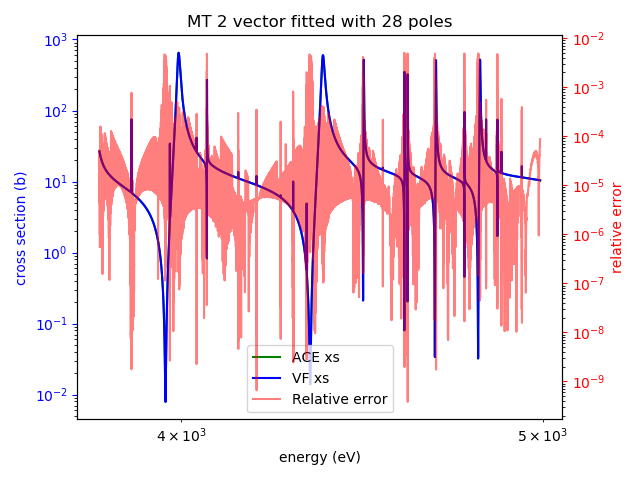 MT 2 vector fitted with 28 poles
cross section (b)
10³
10²
10¹
10⁰
10⁻¹
10⁻²
10⁻²
10⁻³
10⁻⁴
10⁻⁵
10⁻⁶
10⁻⁷
10⁻⁸
10⁻⁹
relative error
ACE xs
VF xs
Relative error
4 × 10³
5 × 10³
energy (eV)